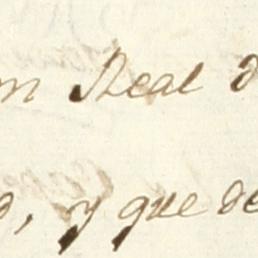 m Real d
o, y que de